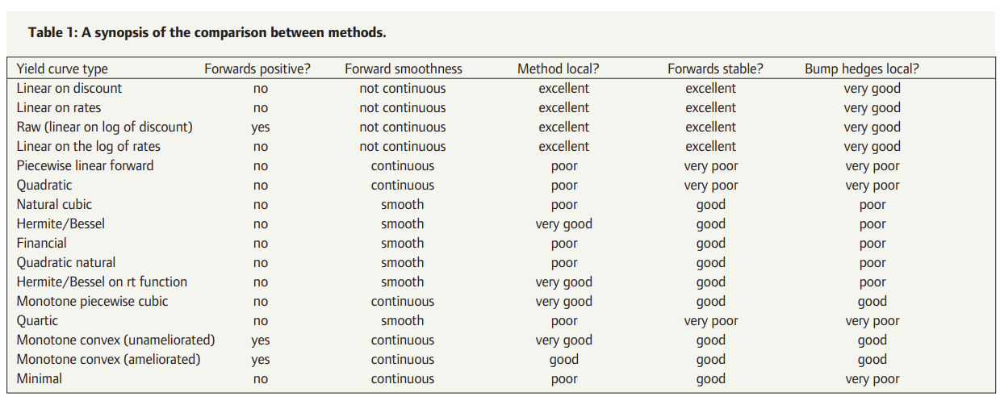 Table 1: A synopsis of the comparison between methods.
Yield curve type Forwards positive? Forward smoothness Method local? Forwards stable? Bump hedges local?
Linear on discount no not continuous excellent excellent very good
Linear on rates no not continuous excellent excellent very good
Raw (linear on log of discount) yes not continuous excellent excellent very good
Linear on the log of rates no not continuous excellent excellent very good
Piecewise linear forward no continuous poor very poor very poor
Quadratic no continuous poor very poor very poor
Natural cubic no smooth poor good poor
Hermite/Bessel no smooth very good good poor
Financial no smooth poor good poor
Quadratic natural no smooth poor good poor
Hermite/Bessel on rt function no smooth very good good poor
Monotone piecewise cubic no continuous very good good good
Quartic no smooth poor very poor very poor
Monotone convex (unameliorated) yes continuous very good good good
Monotone convex (ameliorated) yes continuous good good good
Minimal no continuous poor good very poor